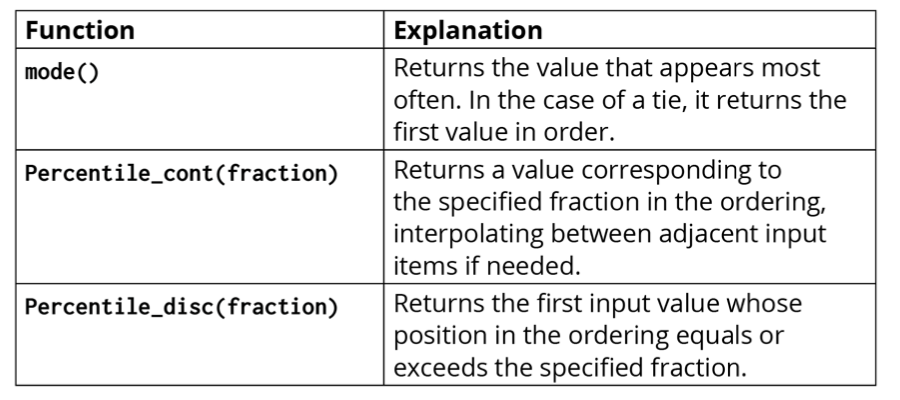 Function Explanation
mode() Returns the value that appears most
often. In the case of a tie, it returns the
first value in order.
Percentile_cont(fraction) Returns a value corresponding to
the specified fraction in the ordering,
interpolating between adjacent input
items if needed.
Percentile_disc(fraction) Returns the first input value whose
position in the ordering equals or
exceeds the specified fraction.